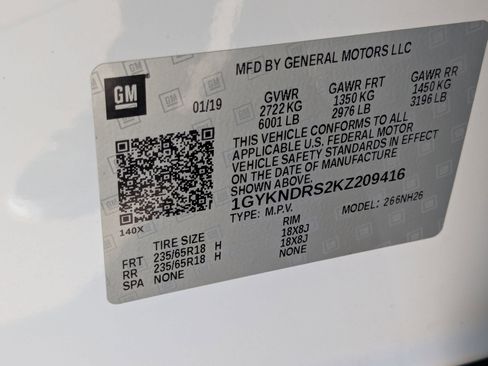 MFD BY GENERAL MOTORS LLC
GM
01/19
GVWR GAWR FRT GAWR RR
2722 KG 1350 KG 1450 KG
6001 LB 2976 LB 3196 LB
THIS VEHICLE CONFORMS TO ALL
APPLICABLE U.S. FEDERAL MOTOR
VEHICLE SAFETY STANDARDS IN EFFECT
ON THE DATE OF MANUFACTURE
1GYKNDRS2KZ209416
TYPE: M.P.V. MODEL: 266NH26
140X
TIRE SIZE RIM
FRT 235/65R18 H 18X8J
RR 235/65R18 H 18X8J
SPA NONE NONE